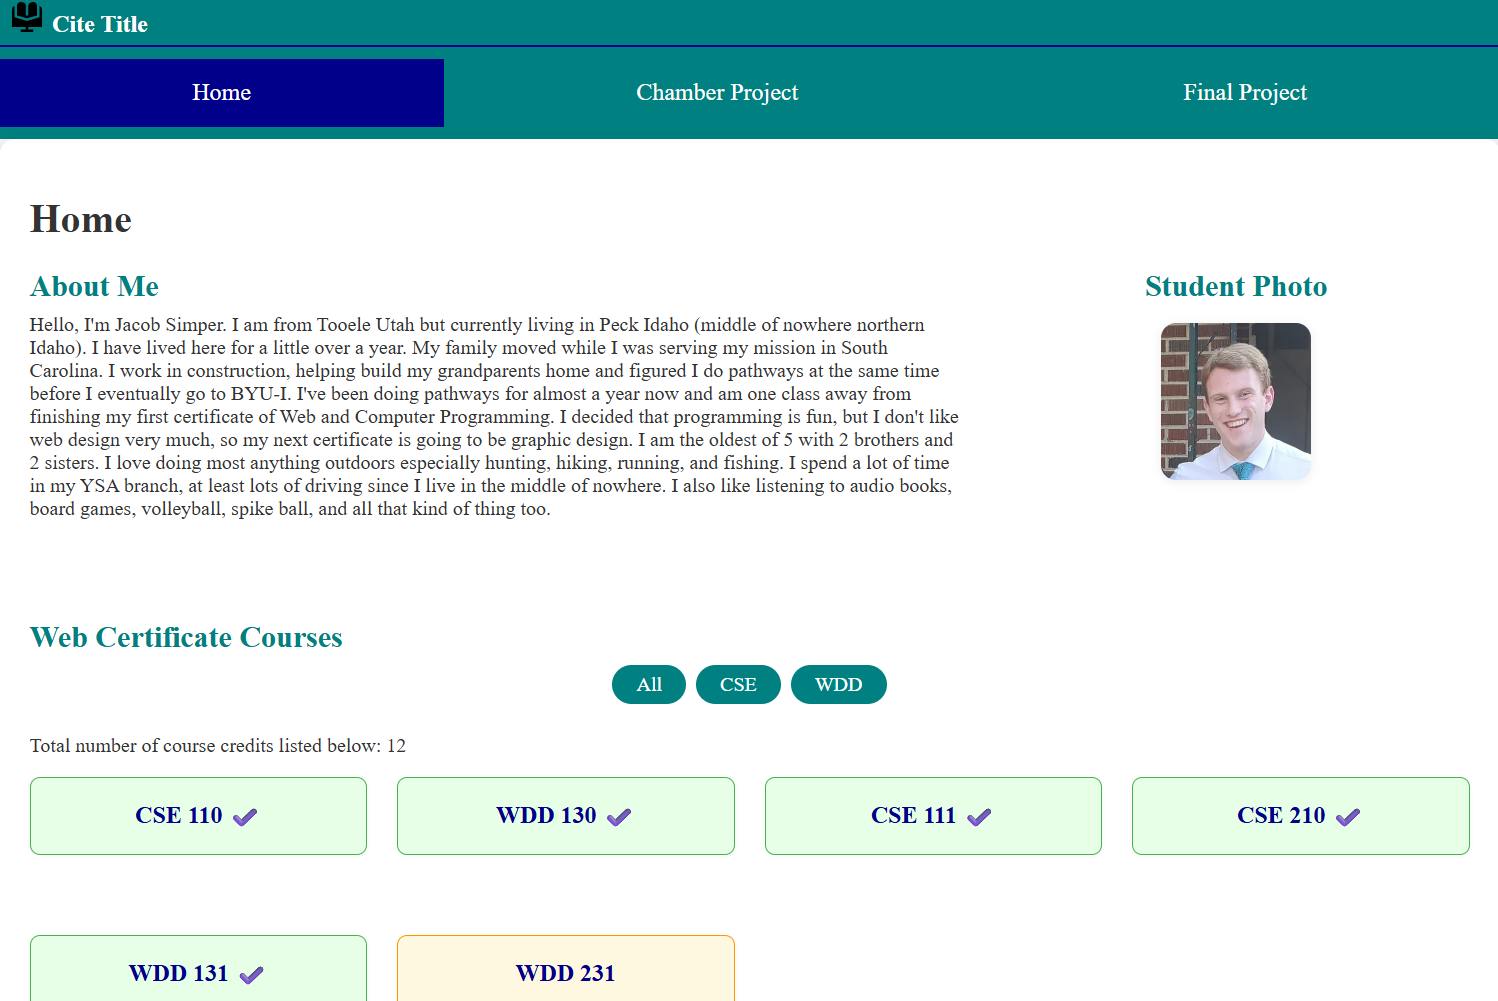 Cite Title
Home
Chamber Project
Final Project
Home
About Me
Hello, I'm Jacob Simper. I am from Tooele Utah but currently living in Peck Idaho (middle of nowhere northern
Idaho). I have lived here for a little over a year. My family moved while I was serving my mission in South
Carolina. I work in construction, helping build my grandparents home and figured I do pathways at the same time
before I eventually go to BYU-I. I've been doing pathways for almost a year now and am one class away from
finishing my first certificate of Web and Computer Programming. I decided that programming is fun, but I don't like
web design very much, so my next certificate is going to be graphic design. I am the oldest of 5 with 2 brothers and
2 sisters. I love doing most anything outdoors especially hunting, hiking, running, and fishing. I spend a lot of time
in my YSA branch, at least lots of driving since I live in the middle of nowhere. I also like listening to audio books,
board games, volleyball, spike ball, and all that kind of thing too.
Student Photo
Web Certificate Courses
All
CSE
WDD
Total number of course credits listed below: 12
CSE 110
WDD 130
CSE 111
CSE 210
WDD 131
WDD 231